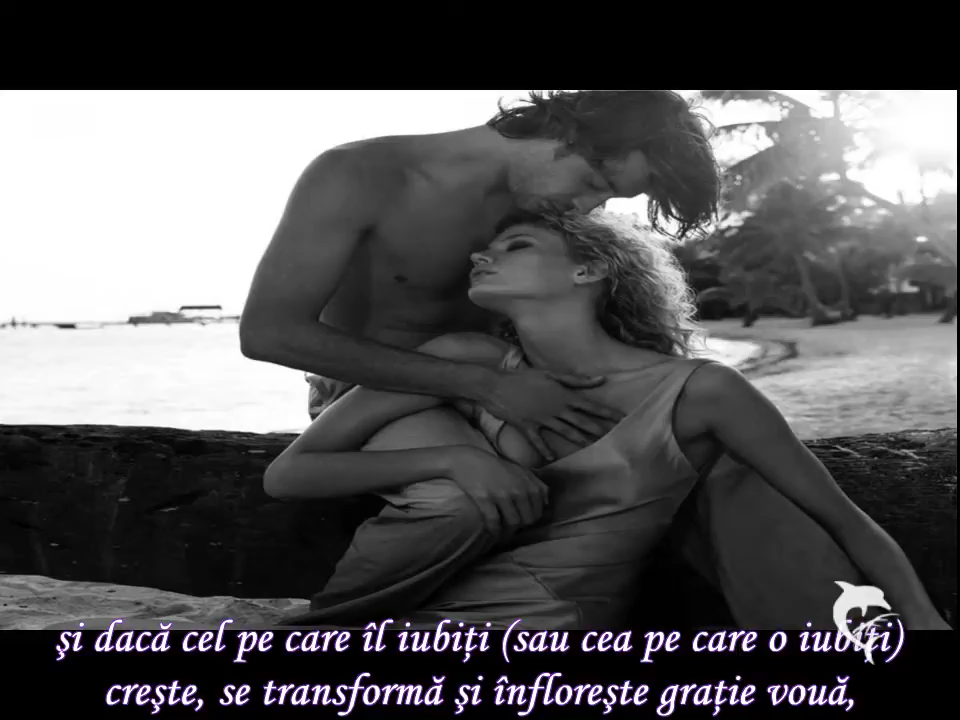 şi dacă cel pe care îl iubiţi (sau cea pe care o iubiţi)
creşte, se transformă şi înfloreşte graţie vouă,